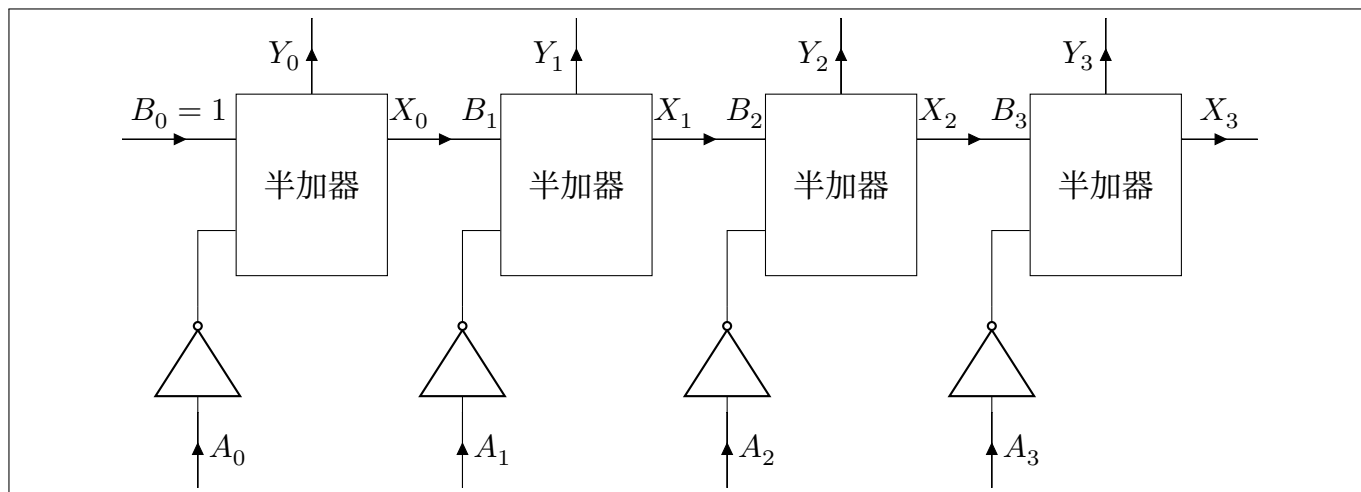 Y₀ Y₁ Y₂ Y₃
B₀ = 1 X₀ B₁ X₁ B₂ X₂ B₃ X₃
半加器 半加器 半加器 半加器
A₀ A₁ A₂ A₃